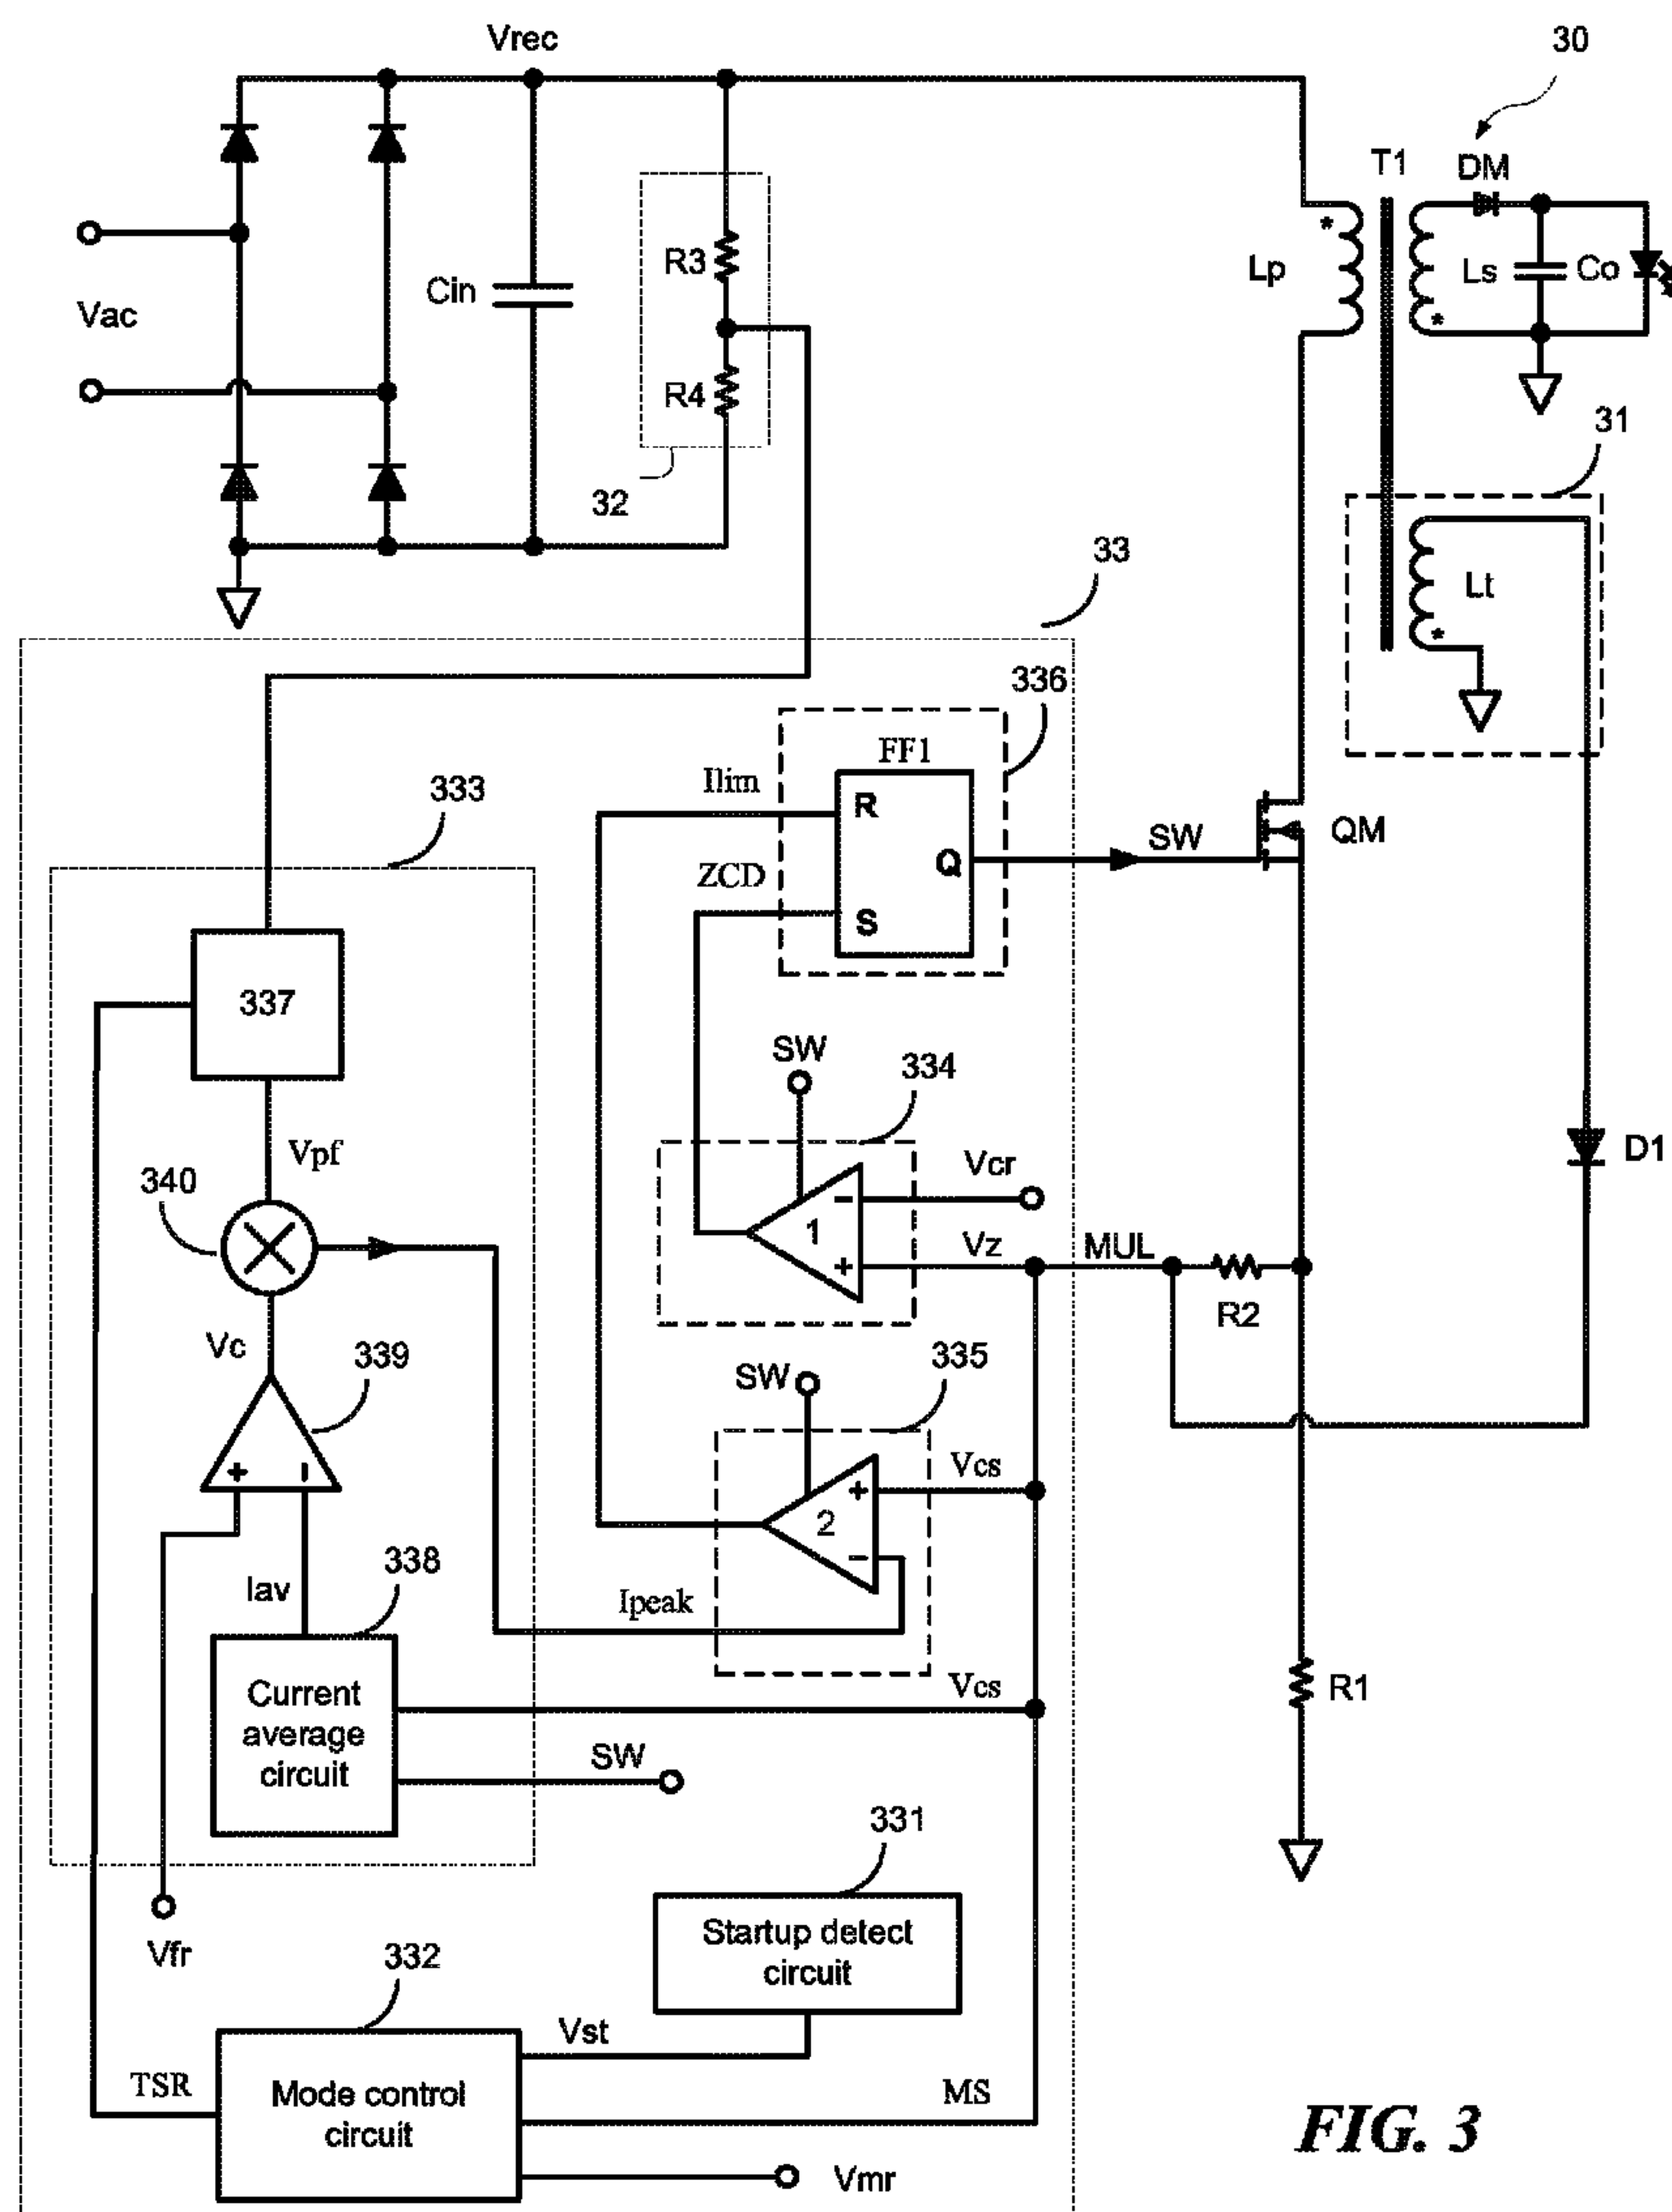 Vrec
30
T1
DM
R3
Lp
Ls
Co
Cin
Vac
R4
31
32
33
Lt
336
FF1
Ilim
R
333
SW
QM
Q
ZCD
S
337
SW
334
Vpf
Vcr
D1
340
1
-
+
Vz
MUL
R2
Vc
339
335
SW
+
-
Vcs
+
2
-
338
Iav
Ipeak
Current
average
circuit
Vcs
R1
SW
331
Startup detect
circuit
Vfr
332
Vst
TSR
Mode control
circuit
MS
Vmr
FIG. 3